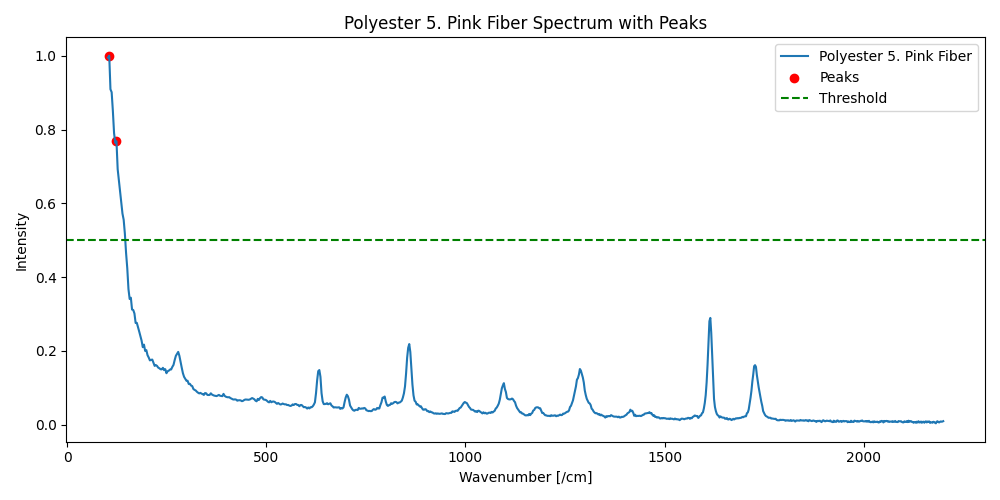 Polyester 5. Pink Fiber Spectrum with Peaks
Polyester 5. Pink Fiber
Peaks
Threshold
Intensity
1.0
0.8
0.6
0.4
0.2
0.0
0
500
1000
1500
2000
Wavenumber [/cm]